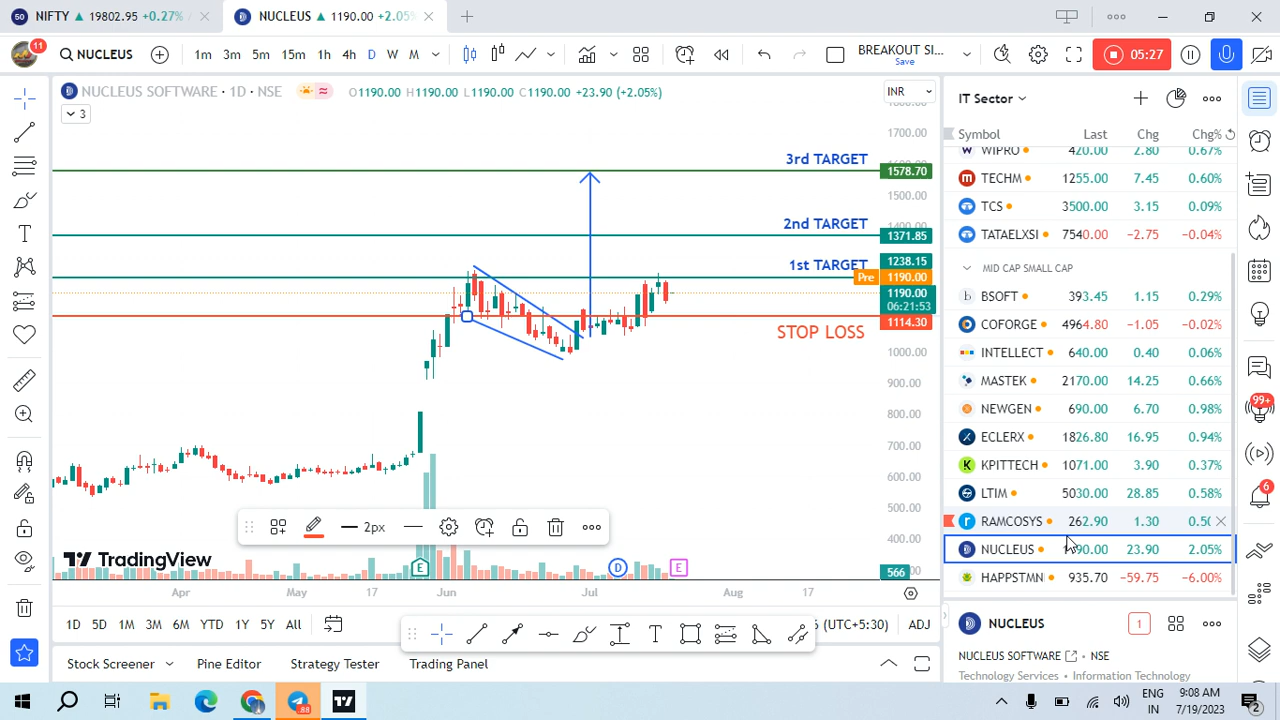 50 NIFTY ▲ 19802.95 +0.27%
NUCLEUS ▲ 1190.00 +2.05%
11 NUCLEUS 1m 3m 5m 15m 1h 4h D W M BREAKOUT SI... Save 05:27
NUCLEUS SOFTWARE · 1D · NSE O1190.00 H1190.00 L1190.00 C1190.00 +23.90 (+2.05%) INR
3
1700.00
3rd TARGET 1578.70
1500.00
2nd TARGET 1371.85
1st TARGET 1238.15
Pre 1190.00
1190.00
06:21:53
1114.30
STOP LOSS
1000.00
900.00
800.00
700.00
600.00
500.00
400.00
566
2px
TradingView
E D E
Apr May 17 Jun Jul Aug 17
1D 5D 1M 3M 6M YTD 1Y 5Y All (UTC+5:30) ADJ
Stock Screener Pine Editor Strategy Tester Trading Panel
IT Sector
Symbol Last Chg Chg%
WIPRO 420.00 2.80 0.67%
TECHM 1255.00 7.45 0.60%
TCS 3500.00 3.15 0.09%
TATAELXSI 7540.00 −2.75 −0.04%
MID CAP SMALL CAP
BSOFT 393.45 1.15 0.29%
COFORGE 4964.80 −1.05 −0.02%
INTELLECT 640.00 0.40 0.06%
MASTEK 2170.00 14.25 0.66%
NEWGEN 690.00 6.70 0.98%
ECLERX 1826.80 16.95 0.94%
KPITTECH 1071.00 3.90 0.37%
LTIM 5030.00 28.85 0.58%
RAMCOSYS 262.90 1.30
NUCLEUS 23.90 2.05%
HAPPSTMN 935.70 −59.75 −6.00%
NUCLEUS 1
NUCLEUS SOFTWARE • NSE
Technology Services • Information Technology
99+
6
88
ENG
IN
9:08 AM
7/19/2023
2